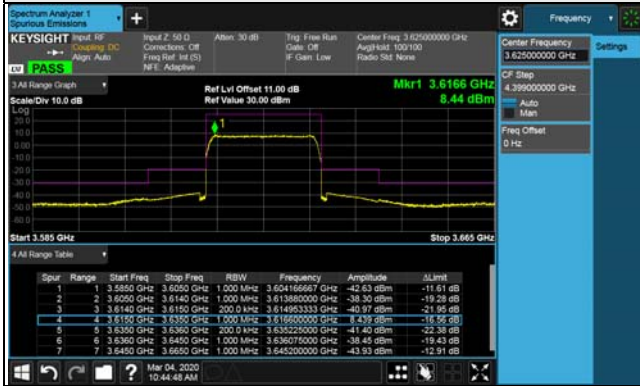 Spectrum Analyzer 1
Spurious Emissions
+
Frequency
KEYSIGHT
Input: RF
Coupling: DC
Align: Auto
Input Z: 50 Ω
Corrections: Off
Freq Ref: Int (S)
NFE: Adaptive
Atten: 30 dB
Trig: Free Run
Gate: Off
IF Gain: Low
Center Freq: 3.625000000 GHz
Avg|Hold: 100/100
Radio Std: None
LXI
PASS
Center Frequency
3.625000000 GHz
Settings
CF Step
4.399000000 GHz
Auto
Man
Freq Offset
0 Hz
3 All Range Graph
Scale/Div 10.0 dB
Ref Lvl Offset 11.00 dB
Ref Value 30.00 dBm
Mkr1 3.6166 GHz
8.44 dBm
Log
20.0
10.0
0.00
-10.0
-20.0
-30.0
-40.0
-50.0
-60.0
1
Start 3.585 GHz
Stop 3.665 GHz
4 All Range Table
Spur Range Start Freq Stop Freq RBW Frequency Amplitude ΔLimit
1 1 3.5850 GHz 3.6050 GHz 1.000 MHz 3.604166667 GHz -42.63 dBm -11.61 dB
2 2 3.6050 GHz 3.6140 GHz 1.000 MHz 3.613880000 GHz -38.30 dBm -19.28 dB
3 3 3.6140 GHz 3.6150 GHz 200.0 kHz 3.614953333 GHz -40.97 dBm -21.95 dB
4 4 3.6150 GHz 3.6350 GHz 1.000 MHz 3.616600000 GHz 8.439 dBm -16.56 dB
5 5 3.6350 GHz 3.6360 GHz 200.0 kHz 3.635225000 GHz -41.40 dBm -22.38 dB
6 6 3.6360 GHz 3.6450 GHz 1.000 MHz 3.636075000 GHz -38.45 dBm -19.43 dB
7 7 3.6450 GHz 3.6650 GHz 1.000 MHz 3.645200000 GHz -43.93 dBm -12.91 dB
?
Mar 04, 2020
10:44:48 AM